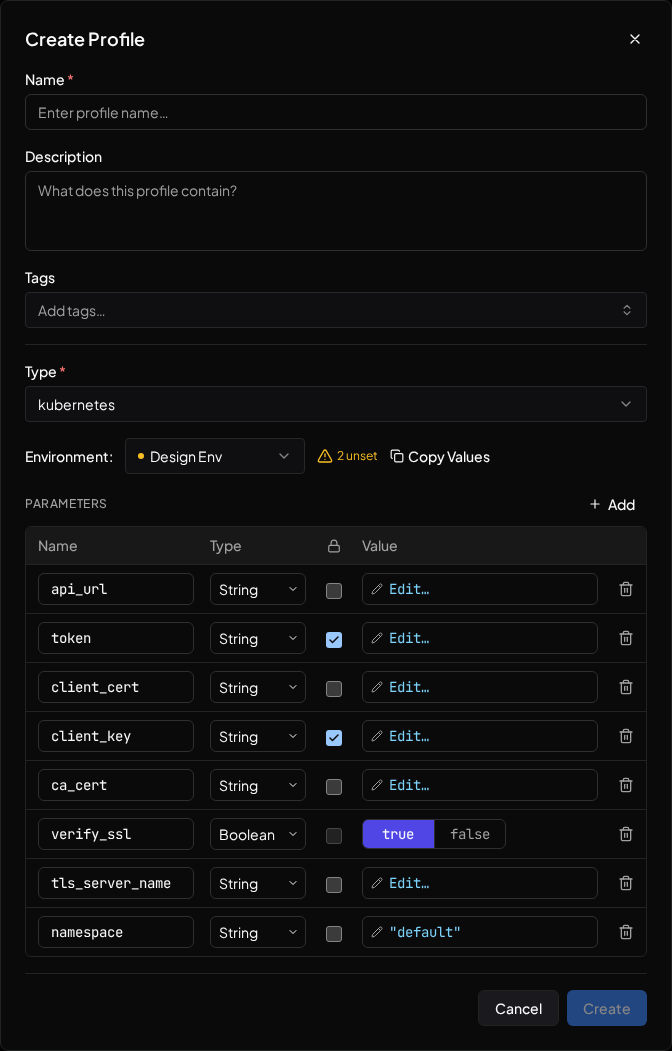 Create Profile
Name *
Enter profile name…
Description
What does this profile contain?
Tags
Add tags…
Type *
kubernetes
Environment: Design Env 2 unset Copy Values
PARAMETERS + Add
Name Type Value
api_url String Edit…
token String Edit…
client_cert String Edit…
client_key String Edit…
ca_cert String Edit…
verify_ssl Boolean true false
tls_server_name String Edit…
namespace String "default"
Cancel Create